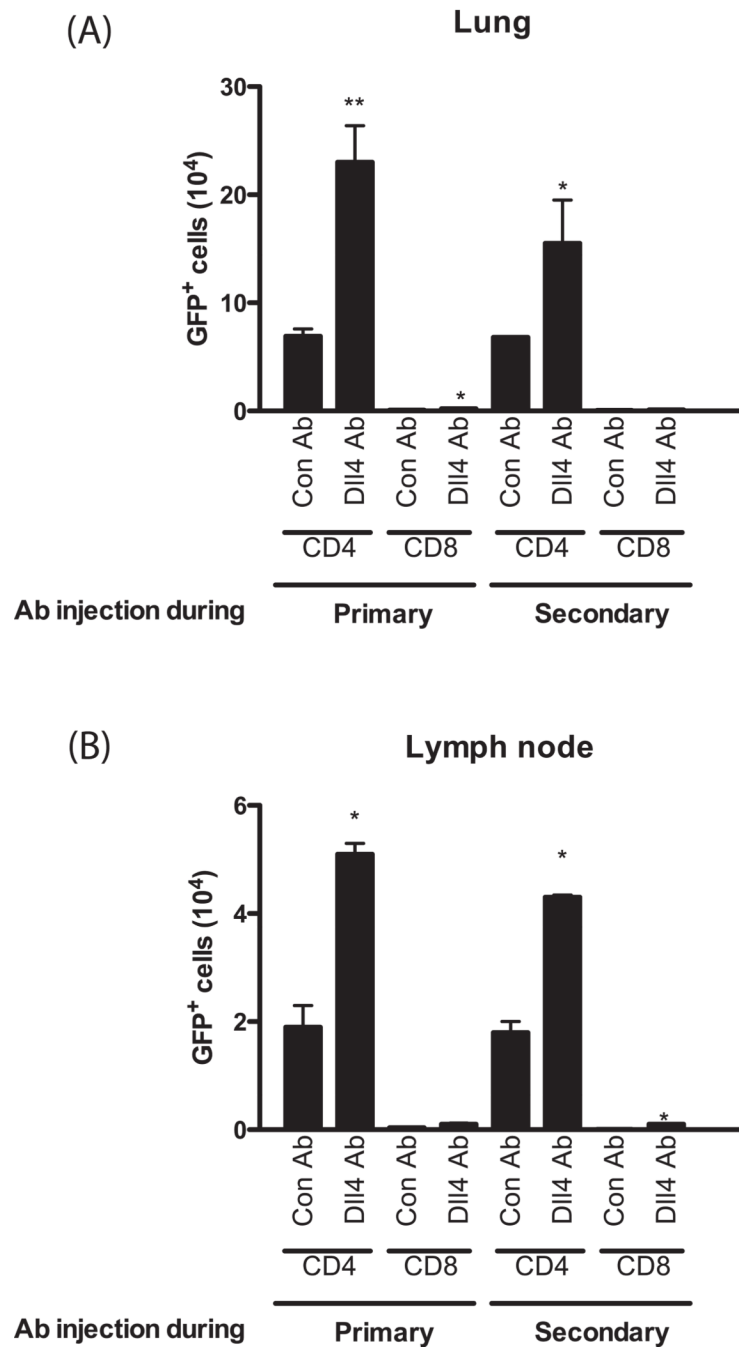 (A)
Lung
GFP+ cells (104)
30
20
10
0
**
*
*
Con Ab
Dll4 Ab
Con Ab
Dll4 Ab
Con Ab
Dll4 Ab
Con Ab
Dll4 Ab
CD4 CD8 CD4 CD8
Ab injection during Primary Secondary
(B)
Lymph node
GFP+ cells (104)
6
4
2
0
*
*
*
Con Ab
Dll4 Ab
Con Ab
Dll4 Ab
Con Ab
Dll4 Ab
Con Ab
Dll4 Ab
CD4 CD8 CD4 CD8
Ab injection during Primary Secondary